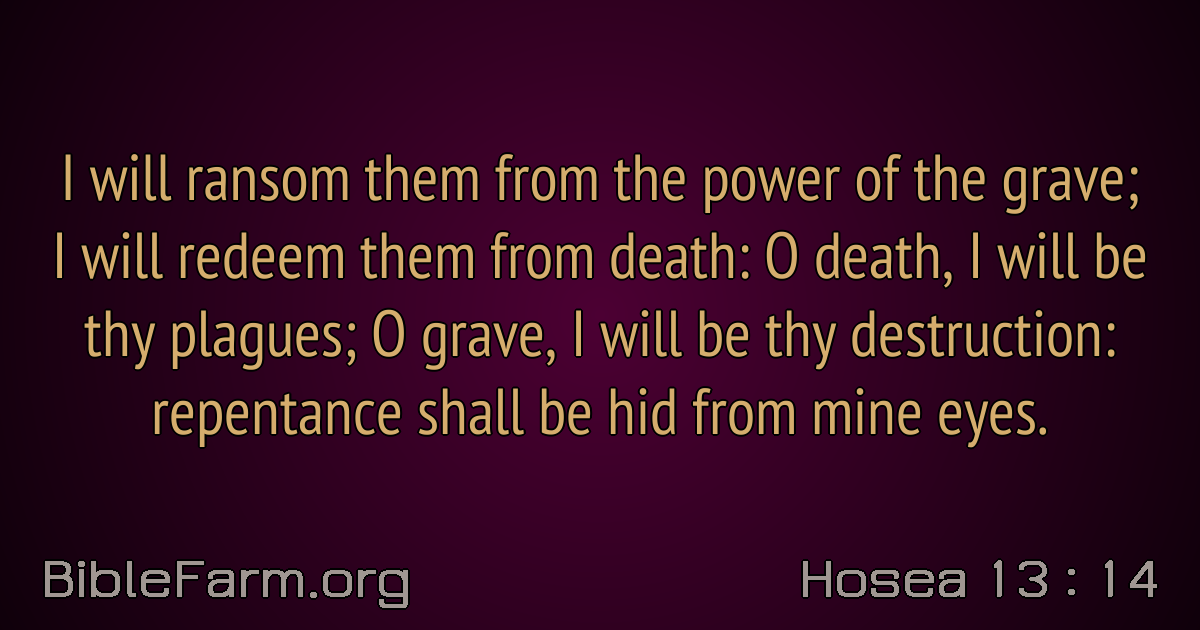 I will ransom them from the power of the grave;
I will redeem them from death: O death, I will be
thy plagues; O grave, I will be thy destruction:
repentance shall be hid from mine eyes.
BibleFarm.org
Hosea 13 : 14